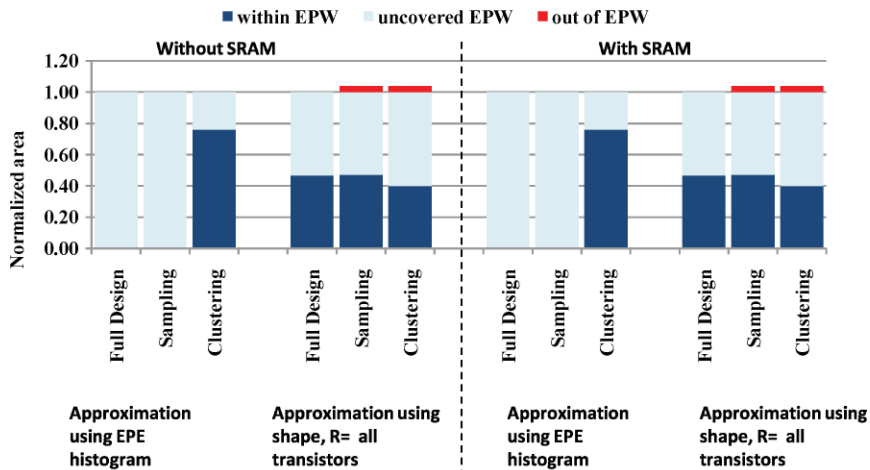 within EPW uncovered EPW out of EPW
Without SRAM With SRAM
1.20
1.00
0.80
0.60
0.40
0.20
0.00
Normalized area
Full Design
Sampling
Clustering
Full Design
Sampling
Clustering
Full Design
Sampling
Clustering
Full Design
Sampling
Clustering
Approximation
using EPE
histogram
Approximation using
shape, R= all
transistors
Approximation
using EPE
histogram
Approximation using
shape, R= all
transistors